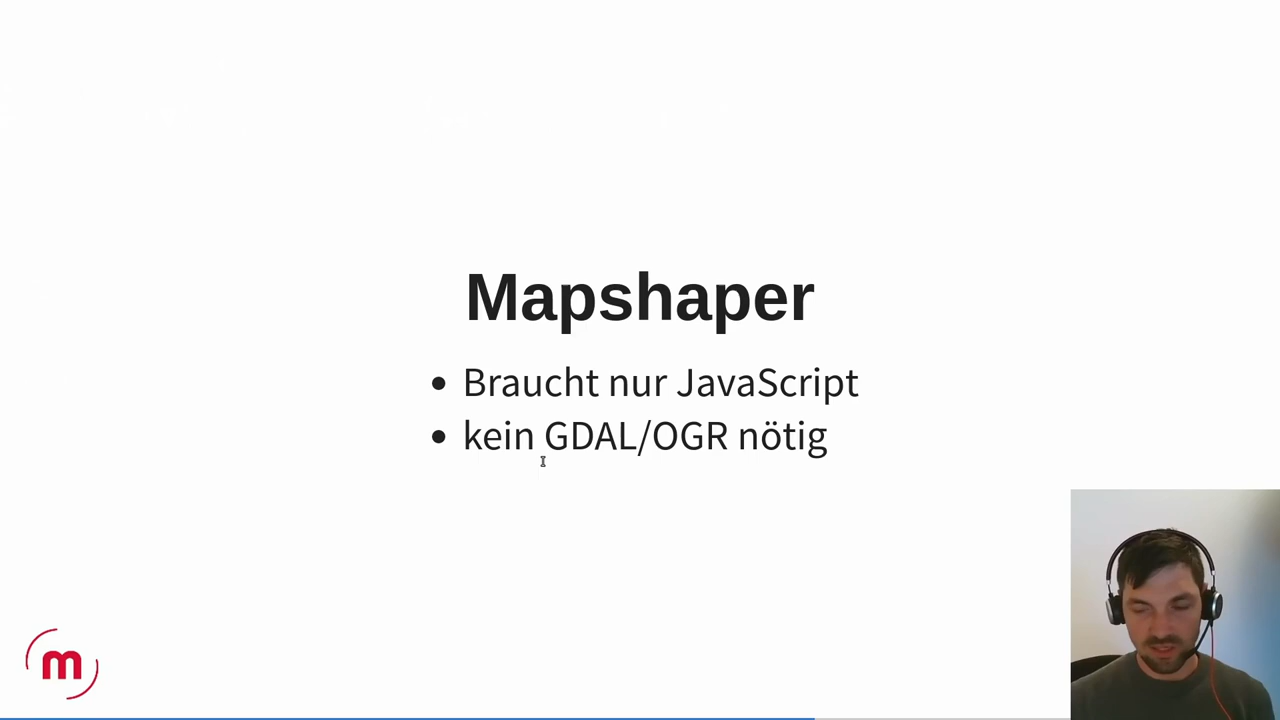 Mapshaper
• Braucht nur JavaScript
• kein GDAL/OGR nötig
m